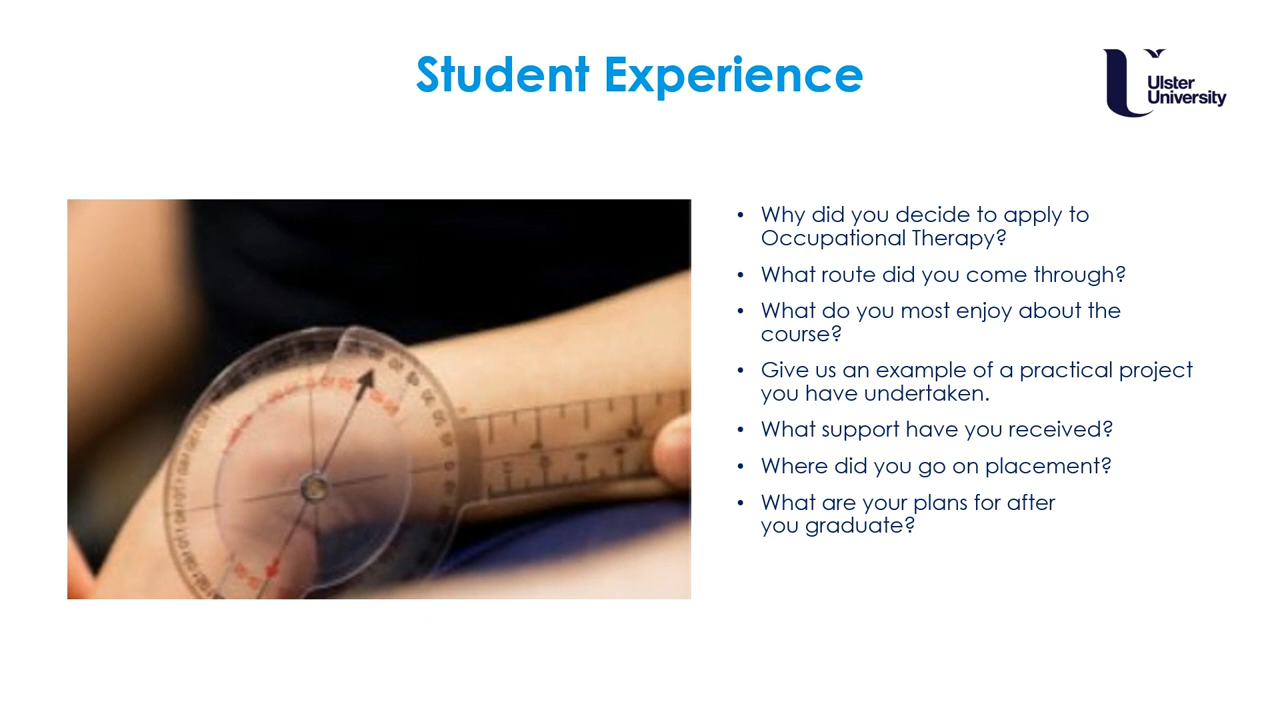 Student Experience
Ulster
University
• Why did you decide to apply to
Occupational Therapy?
• What route did you come through?
• What do you most enjoy about the
course?
• Give us an example of a practical project
you have undertaken.
• What support have you received?
• Where did you go on placement?
• What are your plans for after
you graduate?